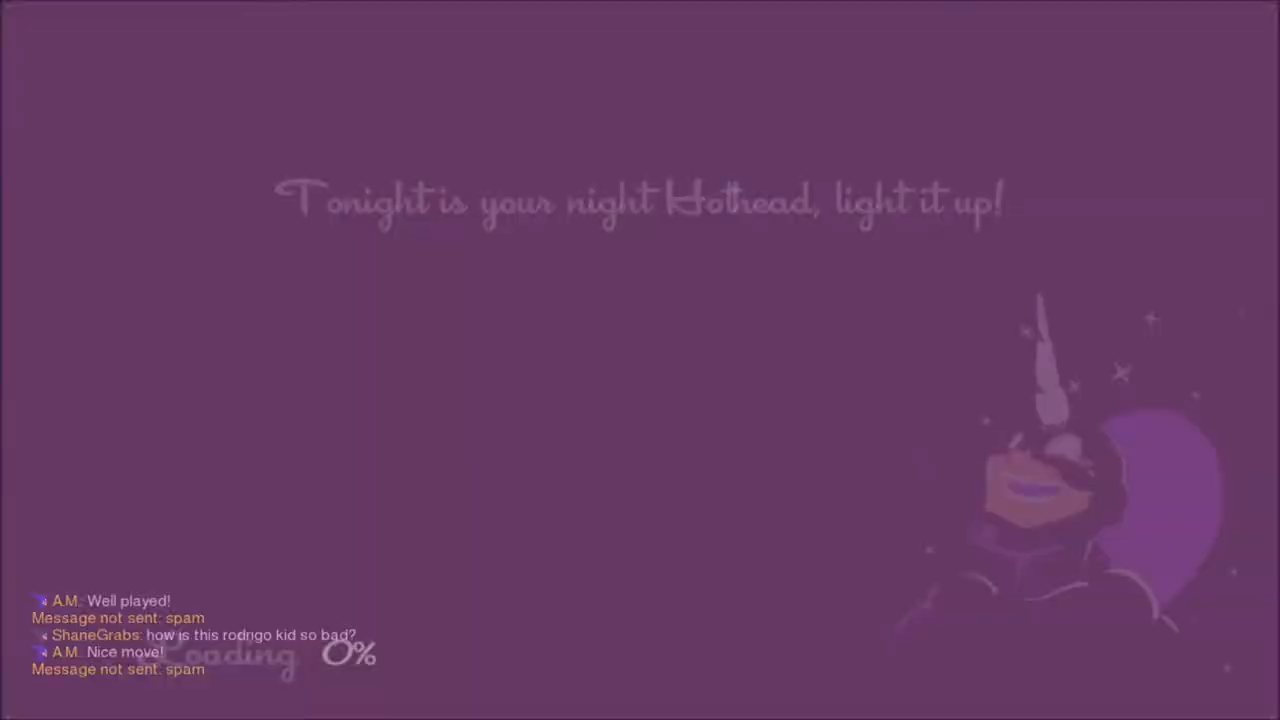 Tonight is your night Hothead, light it up!
A.M.: Well played!
Message not sent: spam
ShaneGrabs: how is this rodrigo kid so bad?
A.M.: Nice move!
Loading 0%
Message not sent: spam